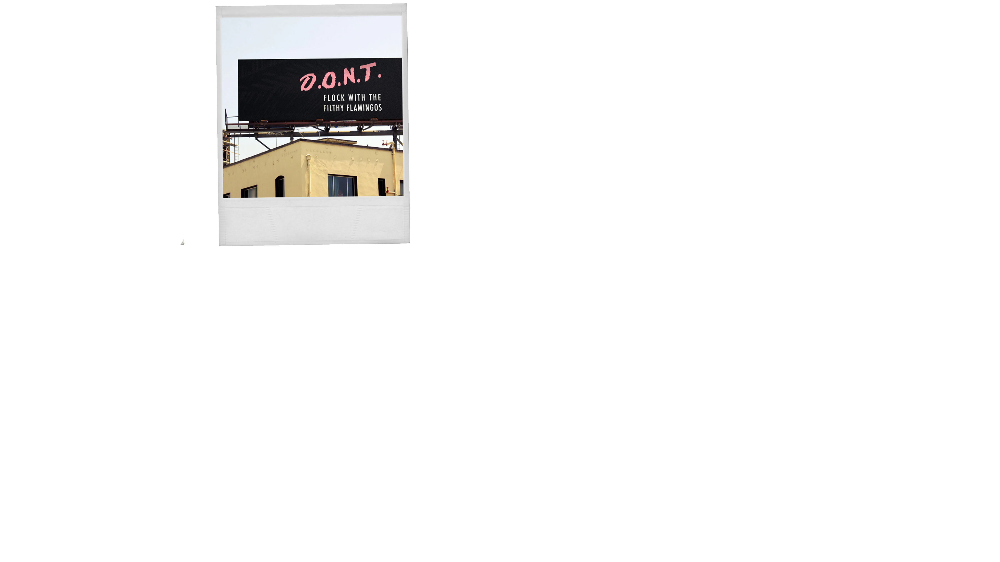 D.O.N.T.
FLOCK WITH THE
FILTHY FLAMINGOS